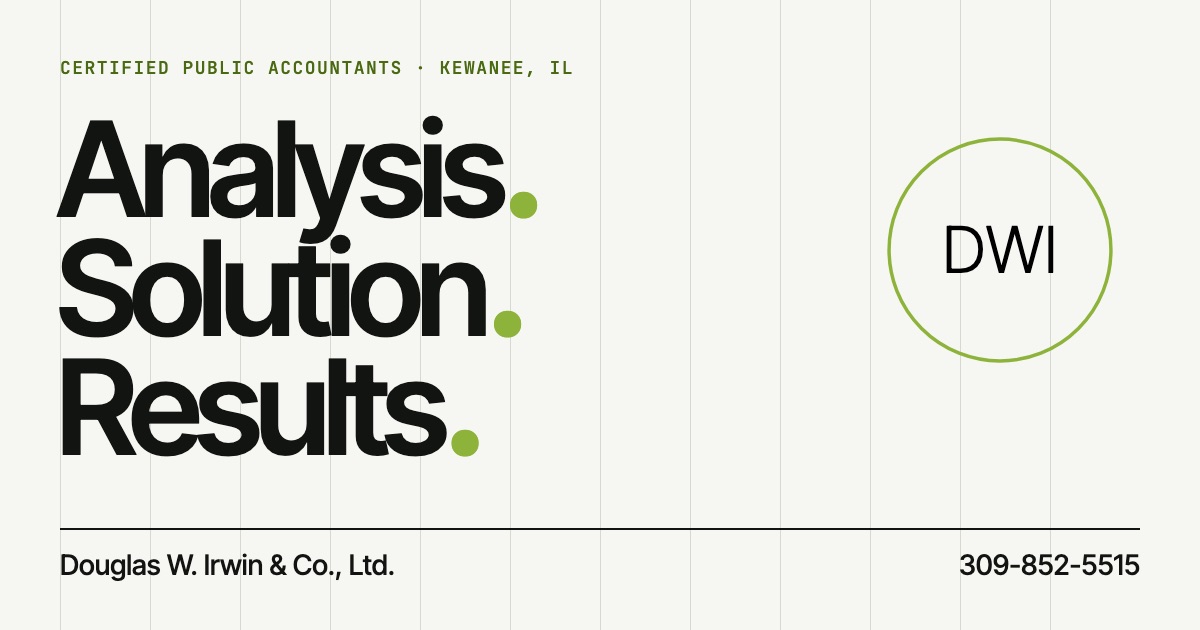 CERTIFIED PUBLIC ACCOUNTANTS · KEWANEE, IL
Analysis.
Solution.
Results.
DWI
Douglas W. Irwin & Co., Ltd.
309-852-5515